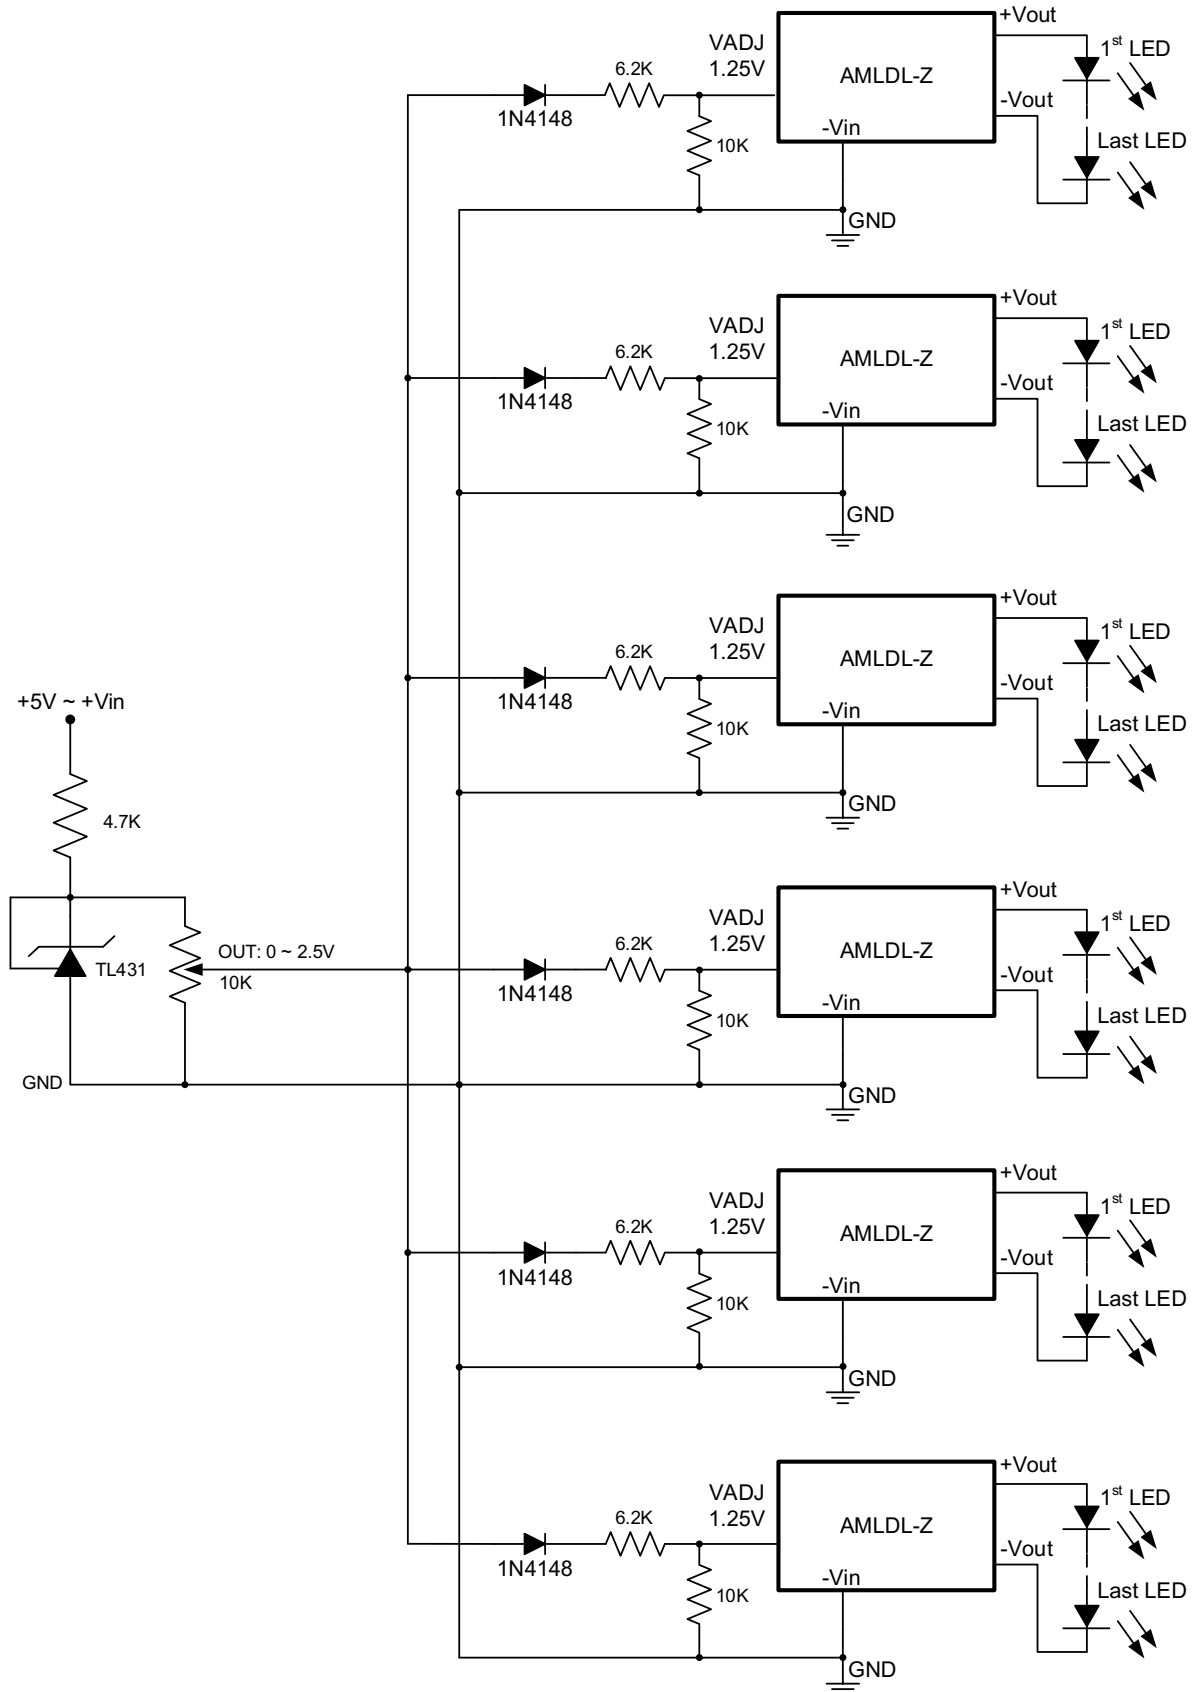 +Vout
1st LED
VADJ
1.25V
6.2K
AMLDL-Z
1N4148
-Vout
-Vin
10K
Last LED
GND
+Vout
1st LED
VADJ
1.25V
6.2K
AMLDL-Z
1N4148
-Vout
-Vin
10K
Last LED
GND
+Vout
1st LED
VADJ
1.25V
6.2K
AMLDL-Z
1N4148
-Vout
-Vin
10K
Last LED
GND
+5V ~ +Vin
4.7K
TL431
OUT: 0 ~ 2.5V
10K
GND
+Vout
1st LED
VADJ
1.25V
6.2K
AMLDL-Z
1N4148
-Vout
-Vin
10K
Last LED
GND
+Vout
1st LED
VADJ
1.25V
6.2K
AMLDL-Z
1N4148
-Vout
-Vin
10K
Last LED
GND
+Vout
1st LED
VADJ
1.25V
6.2K
AMLDL-Z
1N4148
-Vout
-Vin
10K
Last LED
GND